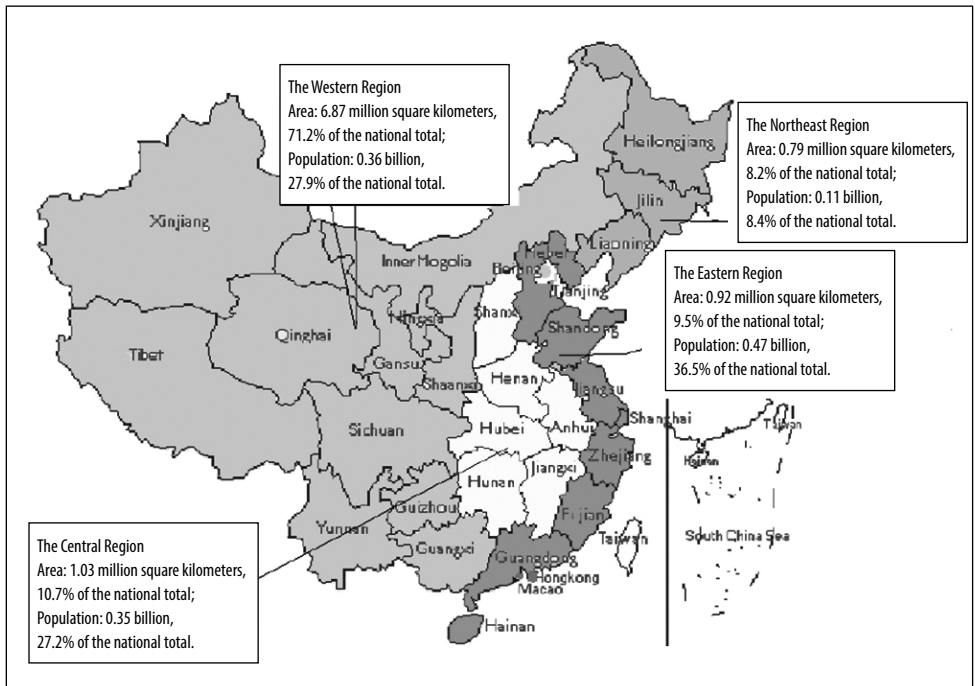 The Western Region
Area: 6.87 million square kilometers,
71.2% of the national total;
Population: 0.36 billion,
27.9% of the national total.
The Northeast Region
Area: 0.79 million square kilometers,
8.2% of the national total;
Population: 0.11 billion,
8.4% of the national total.
The Eastern Region
Area: 0.92 million square kilometers,
9.5% of the national total;
Population: 0.47 billion,
36.5% of the national total.
The Central Region
Area: 1.03 million square kilometers,
10.7% of the national total;
Population: 0.35 billion,
27.2% of the national total.
Heilongjiang
Jilin
Liaoning
Xinjiang
Inner Mogolia
Hebei
Beijing
Tianjing
Shanxi
Ningxia
Qinghai
Shandong
Tibet
Gansu
Shaanxi
Henan
Jiangsu
Shanghai
Sichuan
Hubei
Anhui
Zhejiang
Hunan
Jiangxi
Guizhou
Fujian
Yunnan
Taiwan
Guangxi
Guangdong
Hongkong
Macao
Hainan
Taiwan
Hainan
South China Sea